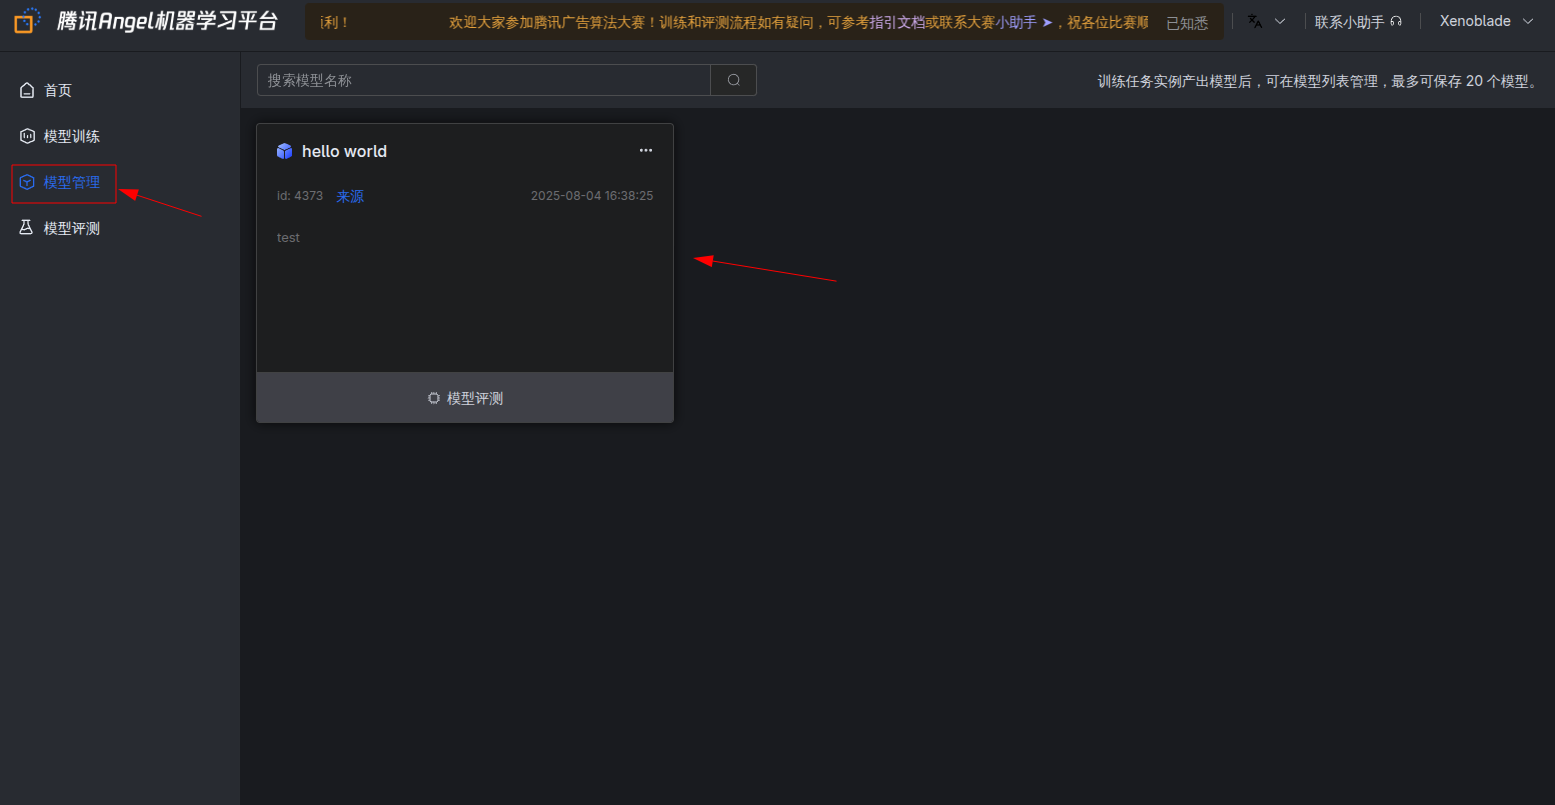 腾讯Angel机器学习平台
利！ 欢迎大家参加腾讯广告算法大赛！训练和评测流程如有疑问，可参考指引文档或联系大赛小助手 ➤，祝各位比赛顺
已知悉
联系小助手
Xenoblade
首页
模型训练
模型管理
模型评测
搜索模型名称
训练任务实例产出模型后，可在模型列表管理，最多可保存 20 个模型。
hello world
id: 4373 来源 2025-08-04 16:38:25
test
模型评测